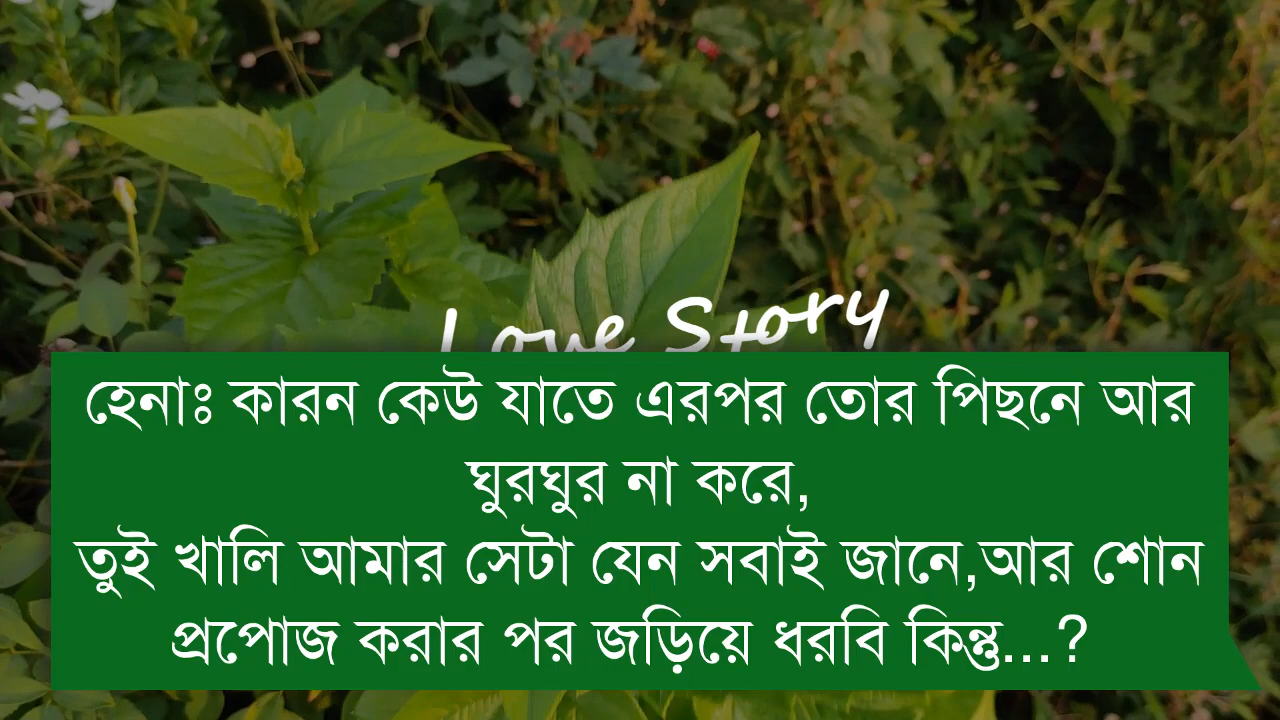 Love Story
হেনাঃ কারন কেউ যাতে এরপর তোর পিছনে আর
ঘুরঘুর না করে,
তুই খালি আমার সেটা যেন সবাই জানে,আর শোন
প্রপোজ করার পর জড়িয়ে ধরবি কিন্তু...?